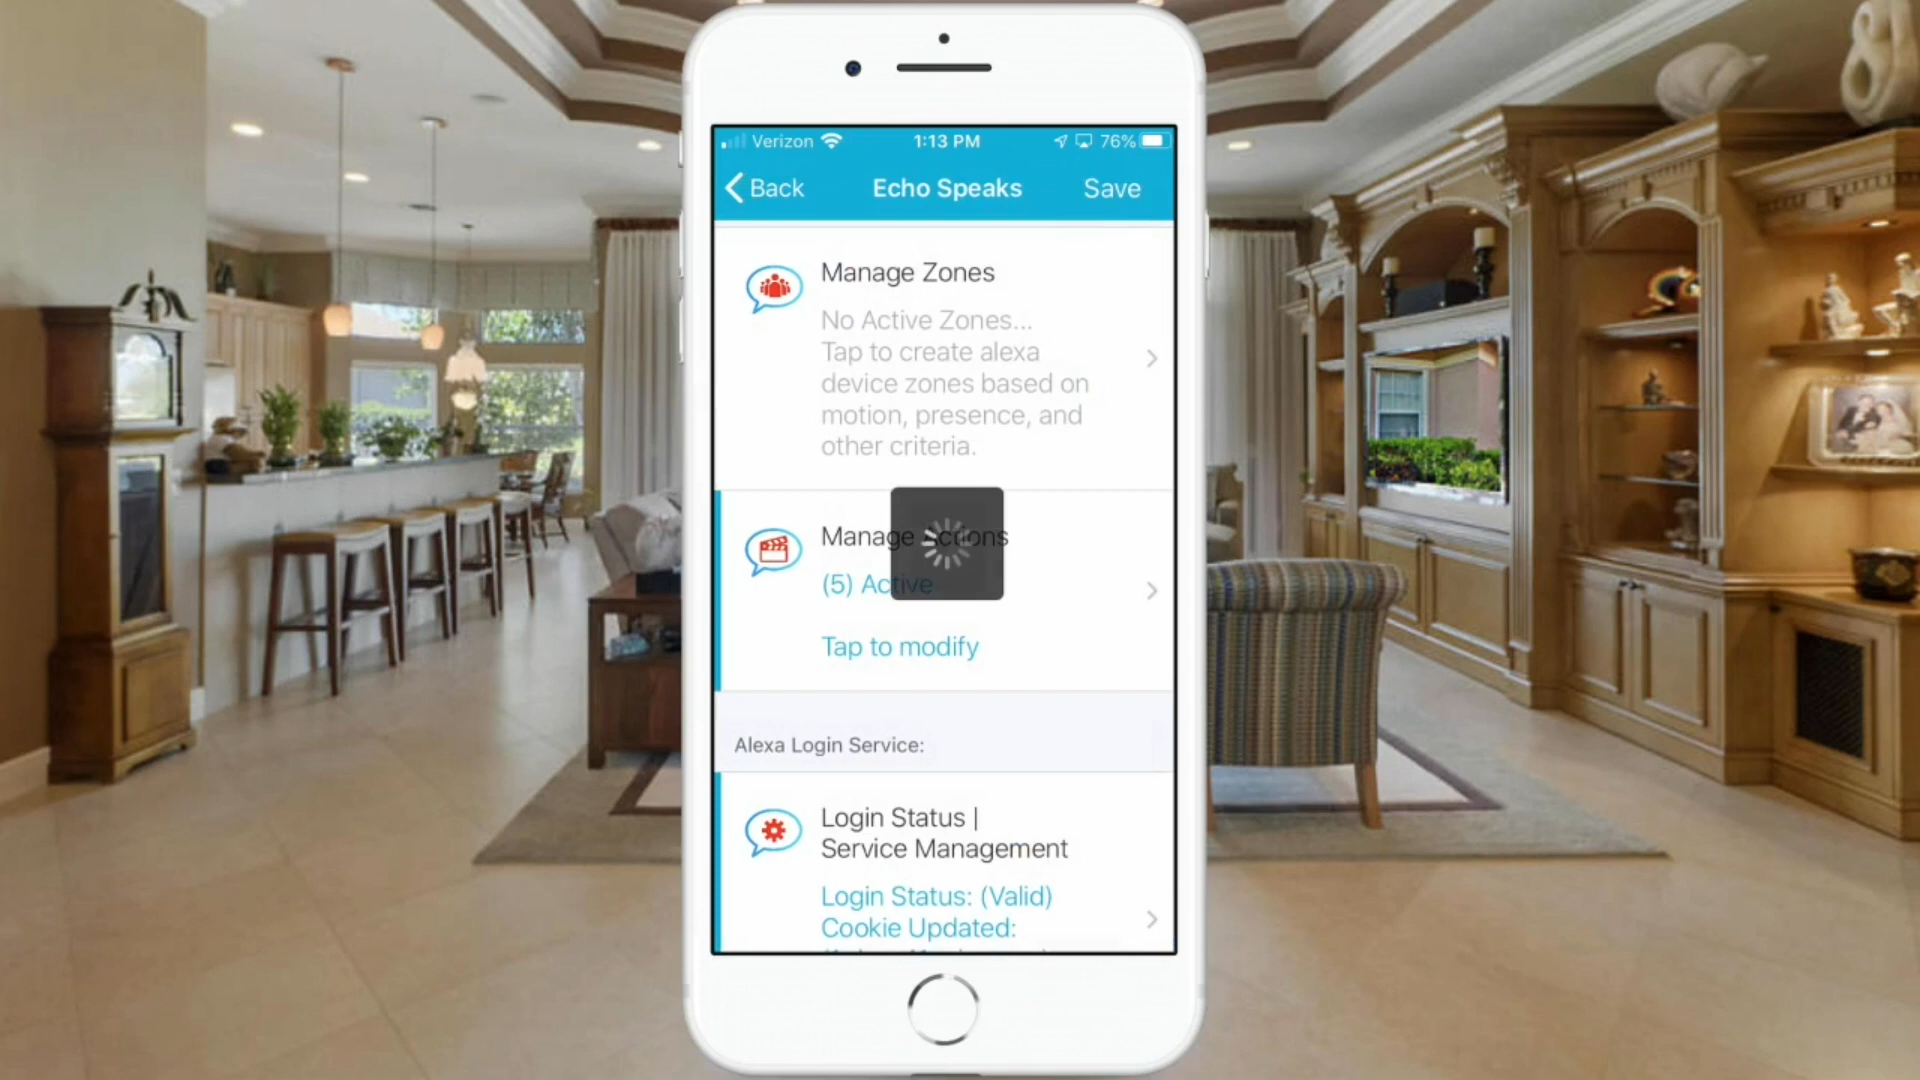 Verizon 1:13 PM 76%
Back Echo Speaks Save
Manage Zones
No Active Zones...
Tap to create alexa
device zones based on
motion, presence, and
other criteria.
Manage Actions
(5) Active
Tap to modify
Alexa Login Service:
Login Status |
Service Management
Login Status: (Valid)
Cookie Updated: